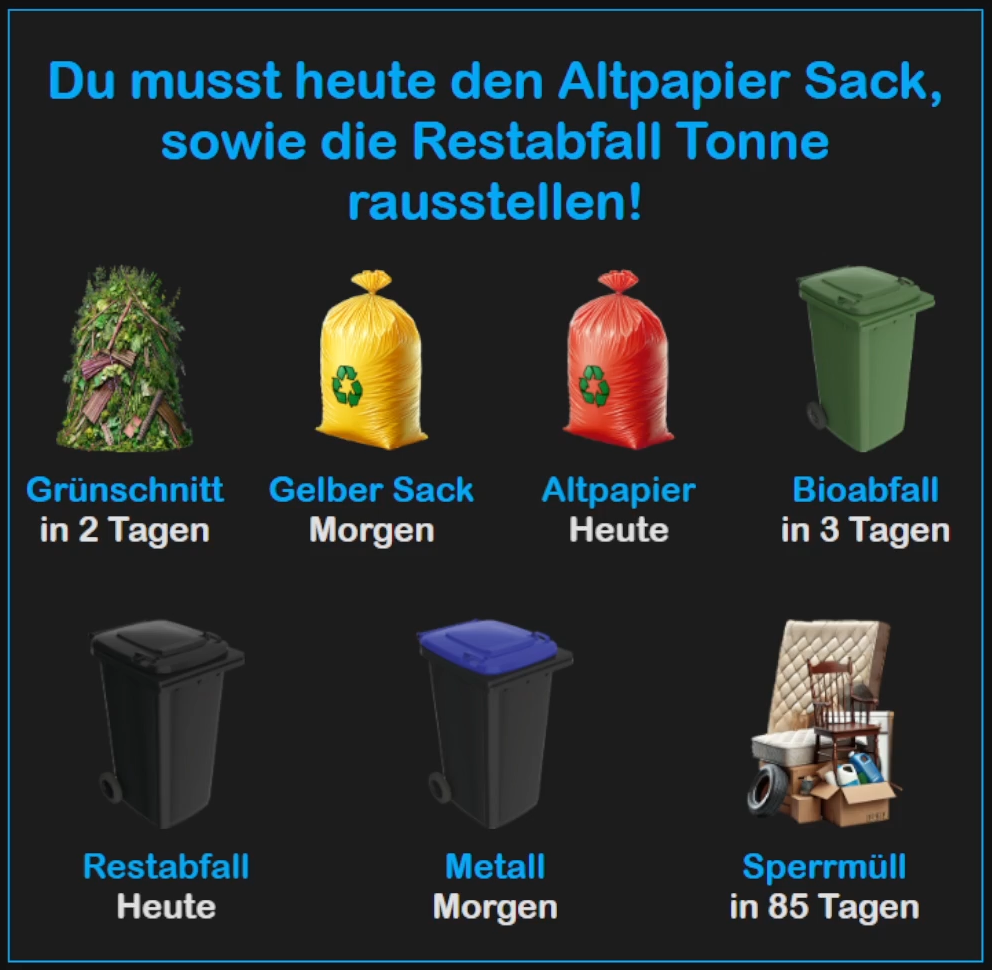 Du musst heute den Altpapier Sack,
sowie die Restabfall Tonne
rausstellen!
Grünschnitt
in 2 Tagen
Gelber Sack
Morgen
Altpapier
Heute
Bioabfall
in 3 Tagen
Restabfall
Heute
Metall
Morgen
Sperrmüll
in 85 Tagen